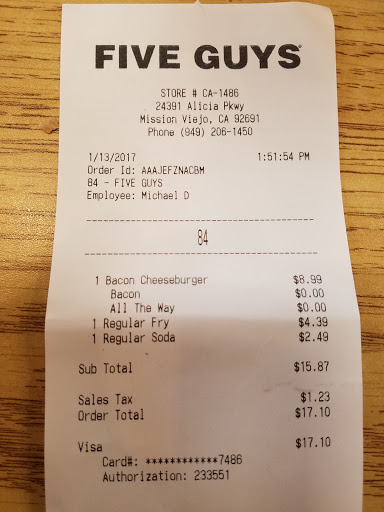 FIVE GUYS
STORE # CA-1486
24391 Alicia Pkwy
Mission Viejo, CA 92691
Phone (949) 206-1450
1/13/2017 1:51:54 PM
Order Id: AAAJEFZNACBM
84 - FIVE GUYS
Employee: Michael D
84
1 Bacon Cheeseburger $8.99
Bacon $0.00
All The Way $0.00
1 Regular Fry $4.39
1 Regular Soda $2.49
Sub Total $15.87
Sales Tax $1.23
Order Total $17.10
Visa $17.10
Card#: ************7486
Authorization: 233551